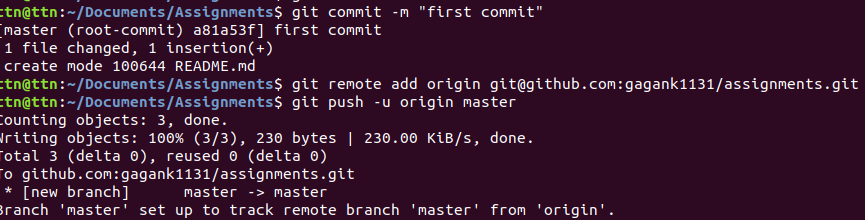 ttn@ttn:~/Documents/Assignments$ git commit -m "first commit"
[master (root-commit) a81a53f] first commit
1 file changed, 1 insertion(+)
create mode 100644 README.md
ttn@ttn:~/Documents/Assignments$ git remote add origin git@github.com:gagank1131/assignments.git
ttn@ttn:~/Documents/Assignments$ git push -u origin master
Counting objects: 3, done.
Writing objects: 100% (3/3), 230 bytes | 230.00 KiB/s, done.
Total 3 (delta 0), reused 0 (delta 0)
To github.com:gagank1131/assignments.git
* [new branch] master -> master
Branch 'master' set up to track remote branch 'master' from 'origin'.